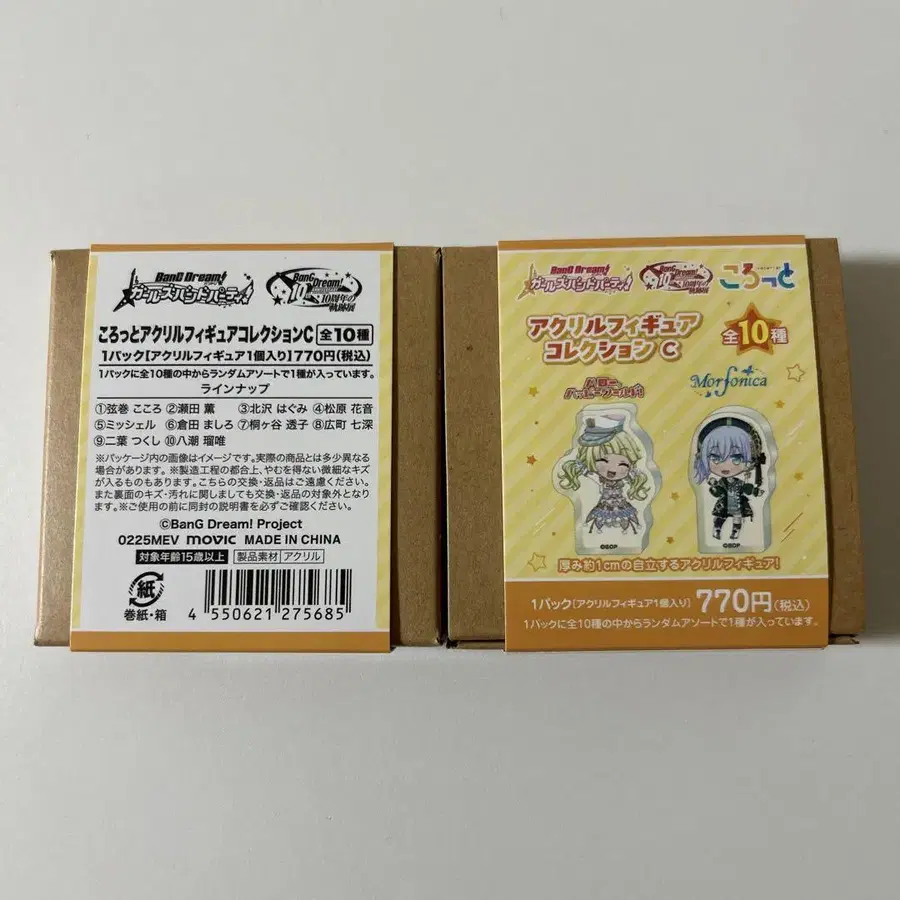 BanG Dream!
ガールズバンドパーティ!
BanG Dream!
10
10周年の
軌跡展
ころっとアクリルフィギュアコレクションC 全10種
1パック【アクリルフィギュア1個入り】770円(税込)
1パックに全10種の中からランダムアソートで1種が入っています。
ラインナップ
①弦巻 こころ ②瀬田 薫 ③北沢 はぐみ ④松原 花音
⑤ミッシェル ⑥倉田 ましろ ⑦桐ヶ谷 透子 ⑧広町 七深
⑨二葉 つくし ⑩八潮 瑠唯
※パッケージ内の画像はイメージです。実際の商品とは多少異なる
場合があります。※製造工程の都合上、やむを得ない微細なキズ
が入るものもあります。こちらの交換・返品はご遠慮ください。
また裏面のキズ・汚れに関しましても交換・返品の対象外となり
ます。※ご使用の前に同封の説明書を必ずご確認ください。
©BanG Dream! Project
0225MEV movic MADE IN CHINA
対象年齢15歳以上 製品素材 アクリル
紙
巻紙・箱
4 550621 275685
BanG Dream!
ガールズバンドパーティ!
BanG Dream!
10
10周年の
軌跡展
ころっと
アクリルフィギュア
コレクション C
全10種
ハロー、
ハッピーワールド!
Morfonica
©BDP
©BDP
厚み約1cmの自立するアクリルフィギュア!
1パック[アクリルフィギュア1個入り] 770円(税込)
1パックに全10種の中からランダムアソートで1種が入っています。